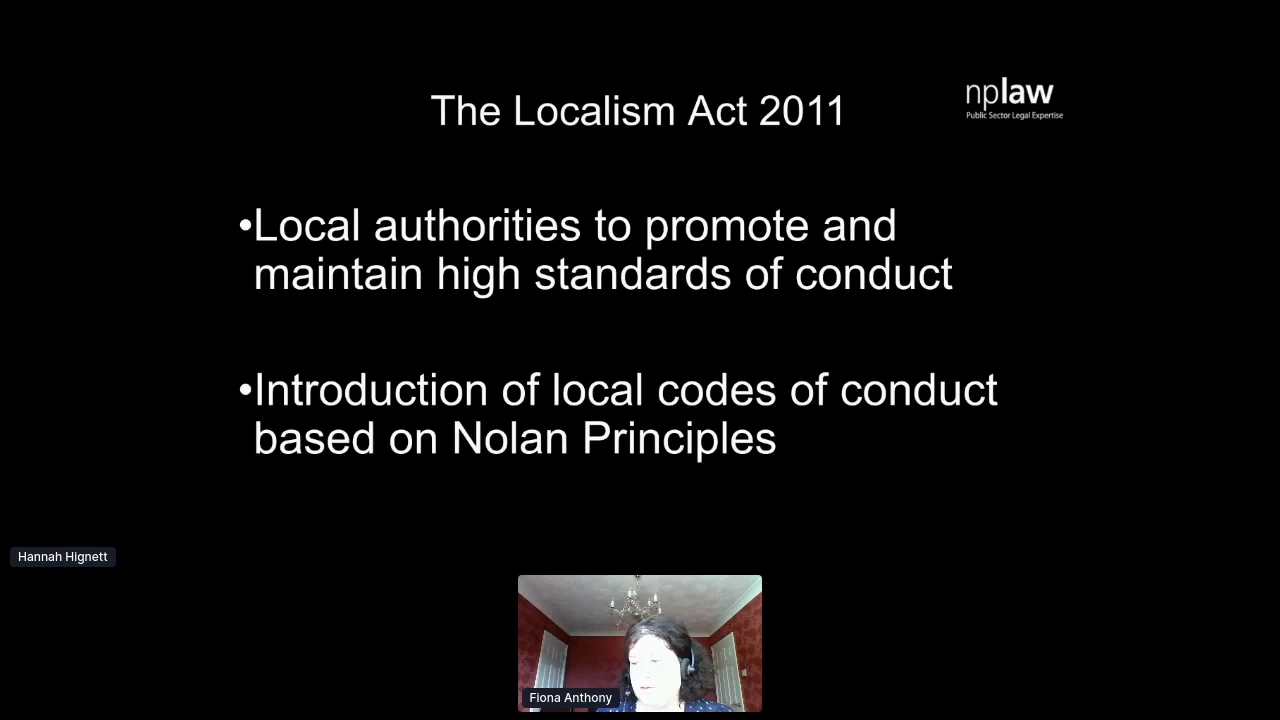 The Localism Act 2011
nplaw
Public Sector Legal Expertise
•Local authorities to promote and
maintain high standards of conduct
•Introduction of local codes of conduct
based on Nolan Principles
Hannah Hignett
Fiona Anthony